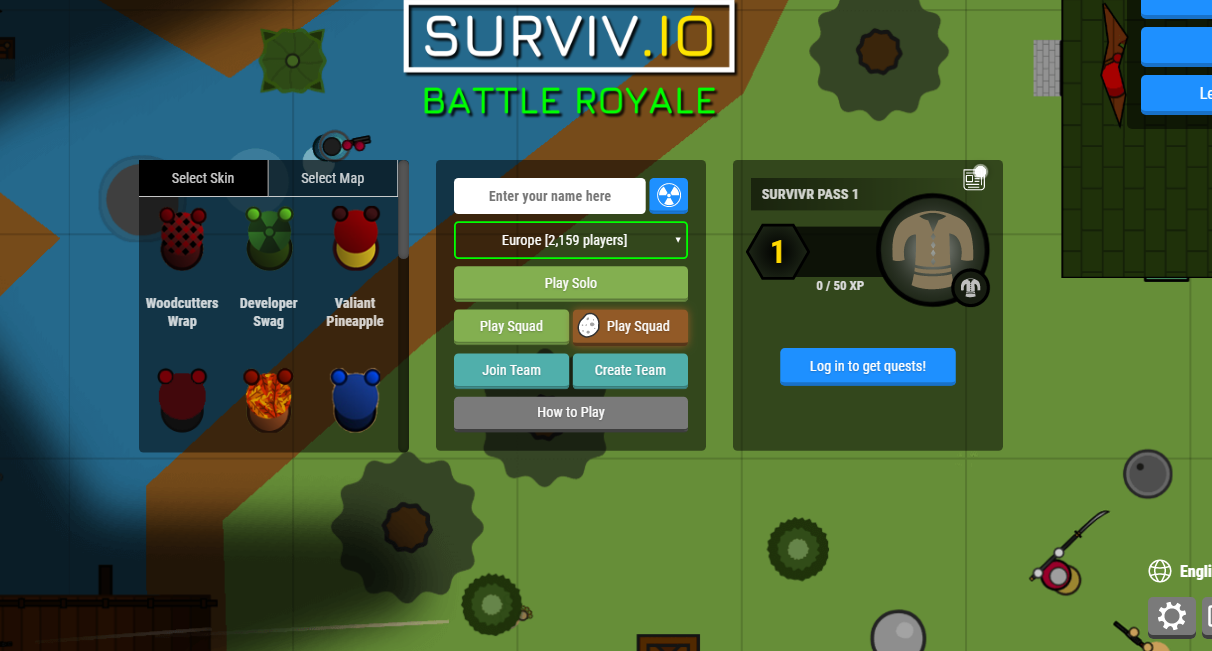 SURVIV.IO
BATTLE ROYALE
Select Skin
Select Map
Woodcutters
Wrap
Developer
Swag
Valiant
Pineapple
Enter your name here
Europe [2,159 players]
Play Solo
Play Squad
Play Squad
Join Team
Create Team
How to Play
SURVIVR PASS 1
1
0 / 50 XP
Log in to get quests!
Le
Engli